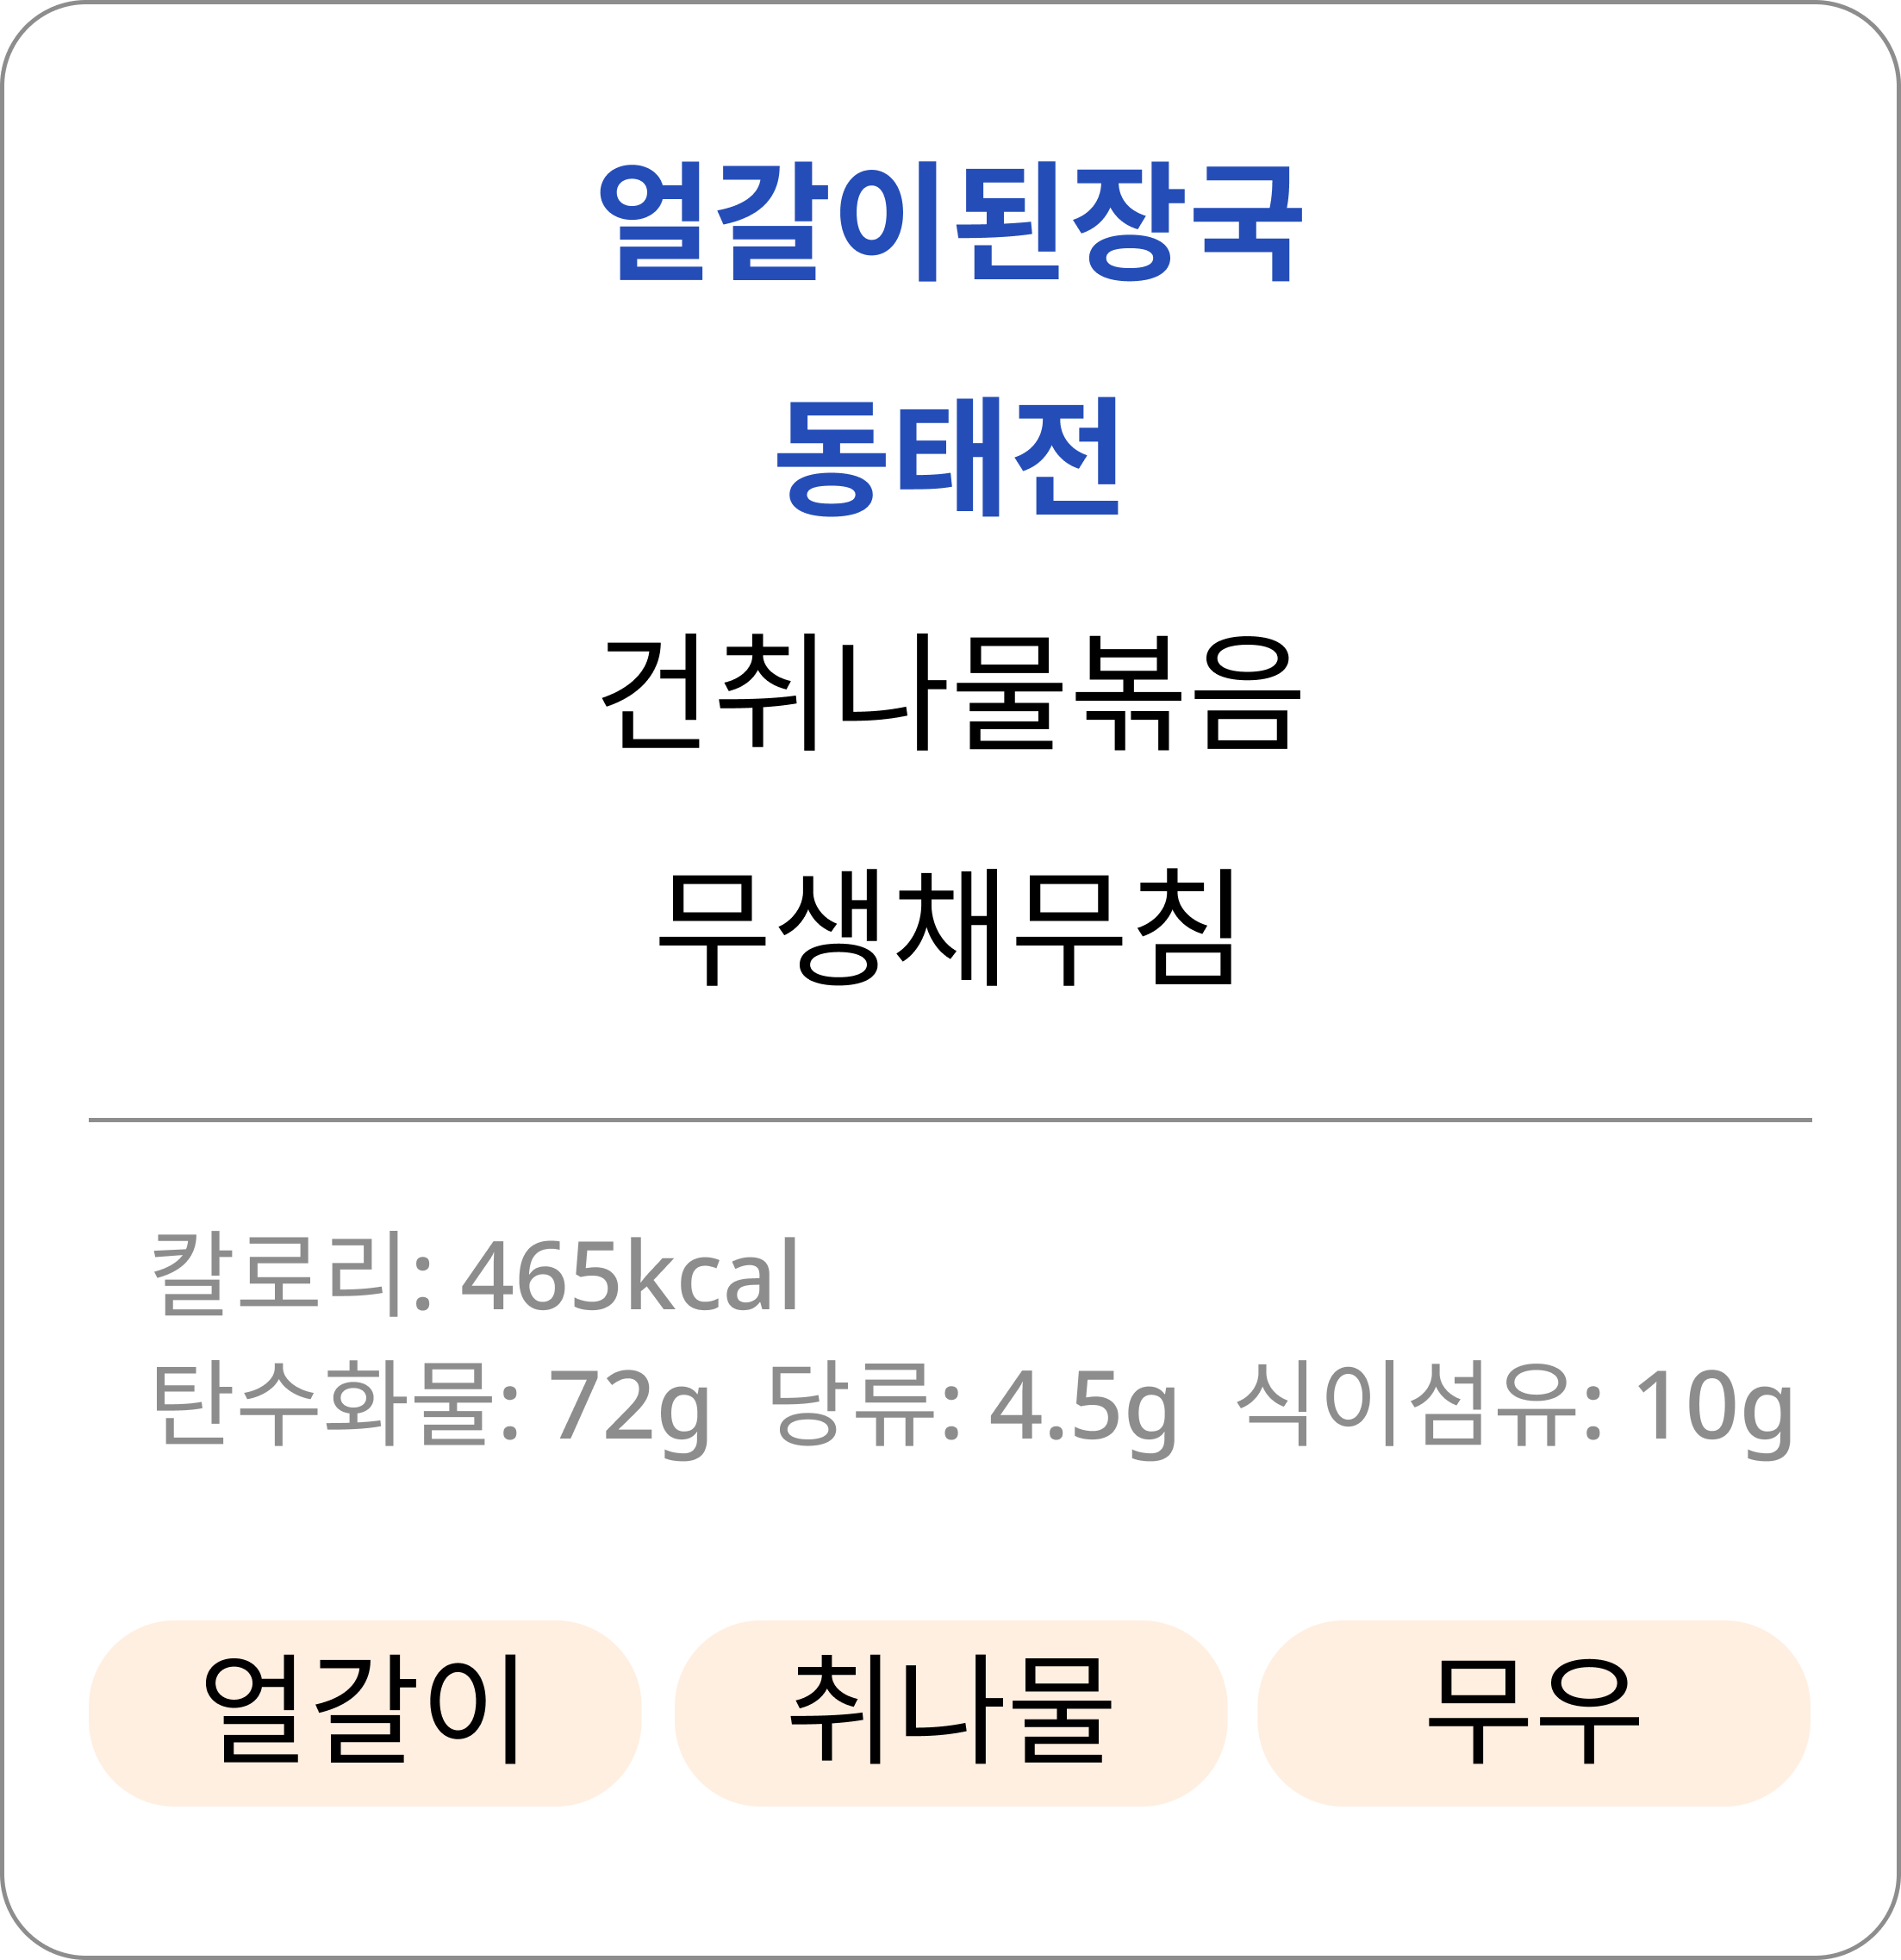 열갈이된장국
동태전
건취나물볶음
무생채무침
칼로리: 465kcal
탄수화물: 72g 당류: 4.5g 식이섬유: 10g
열갈이 취나물 무우